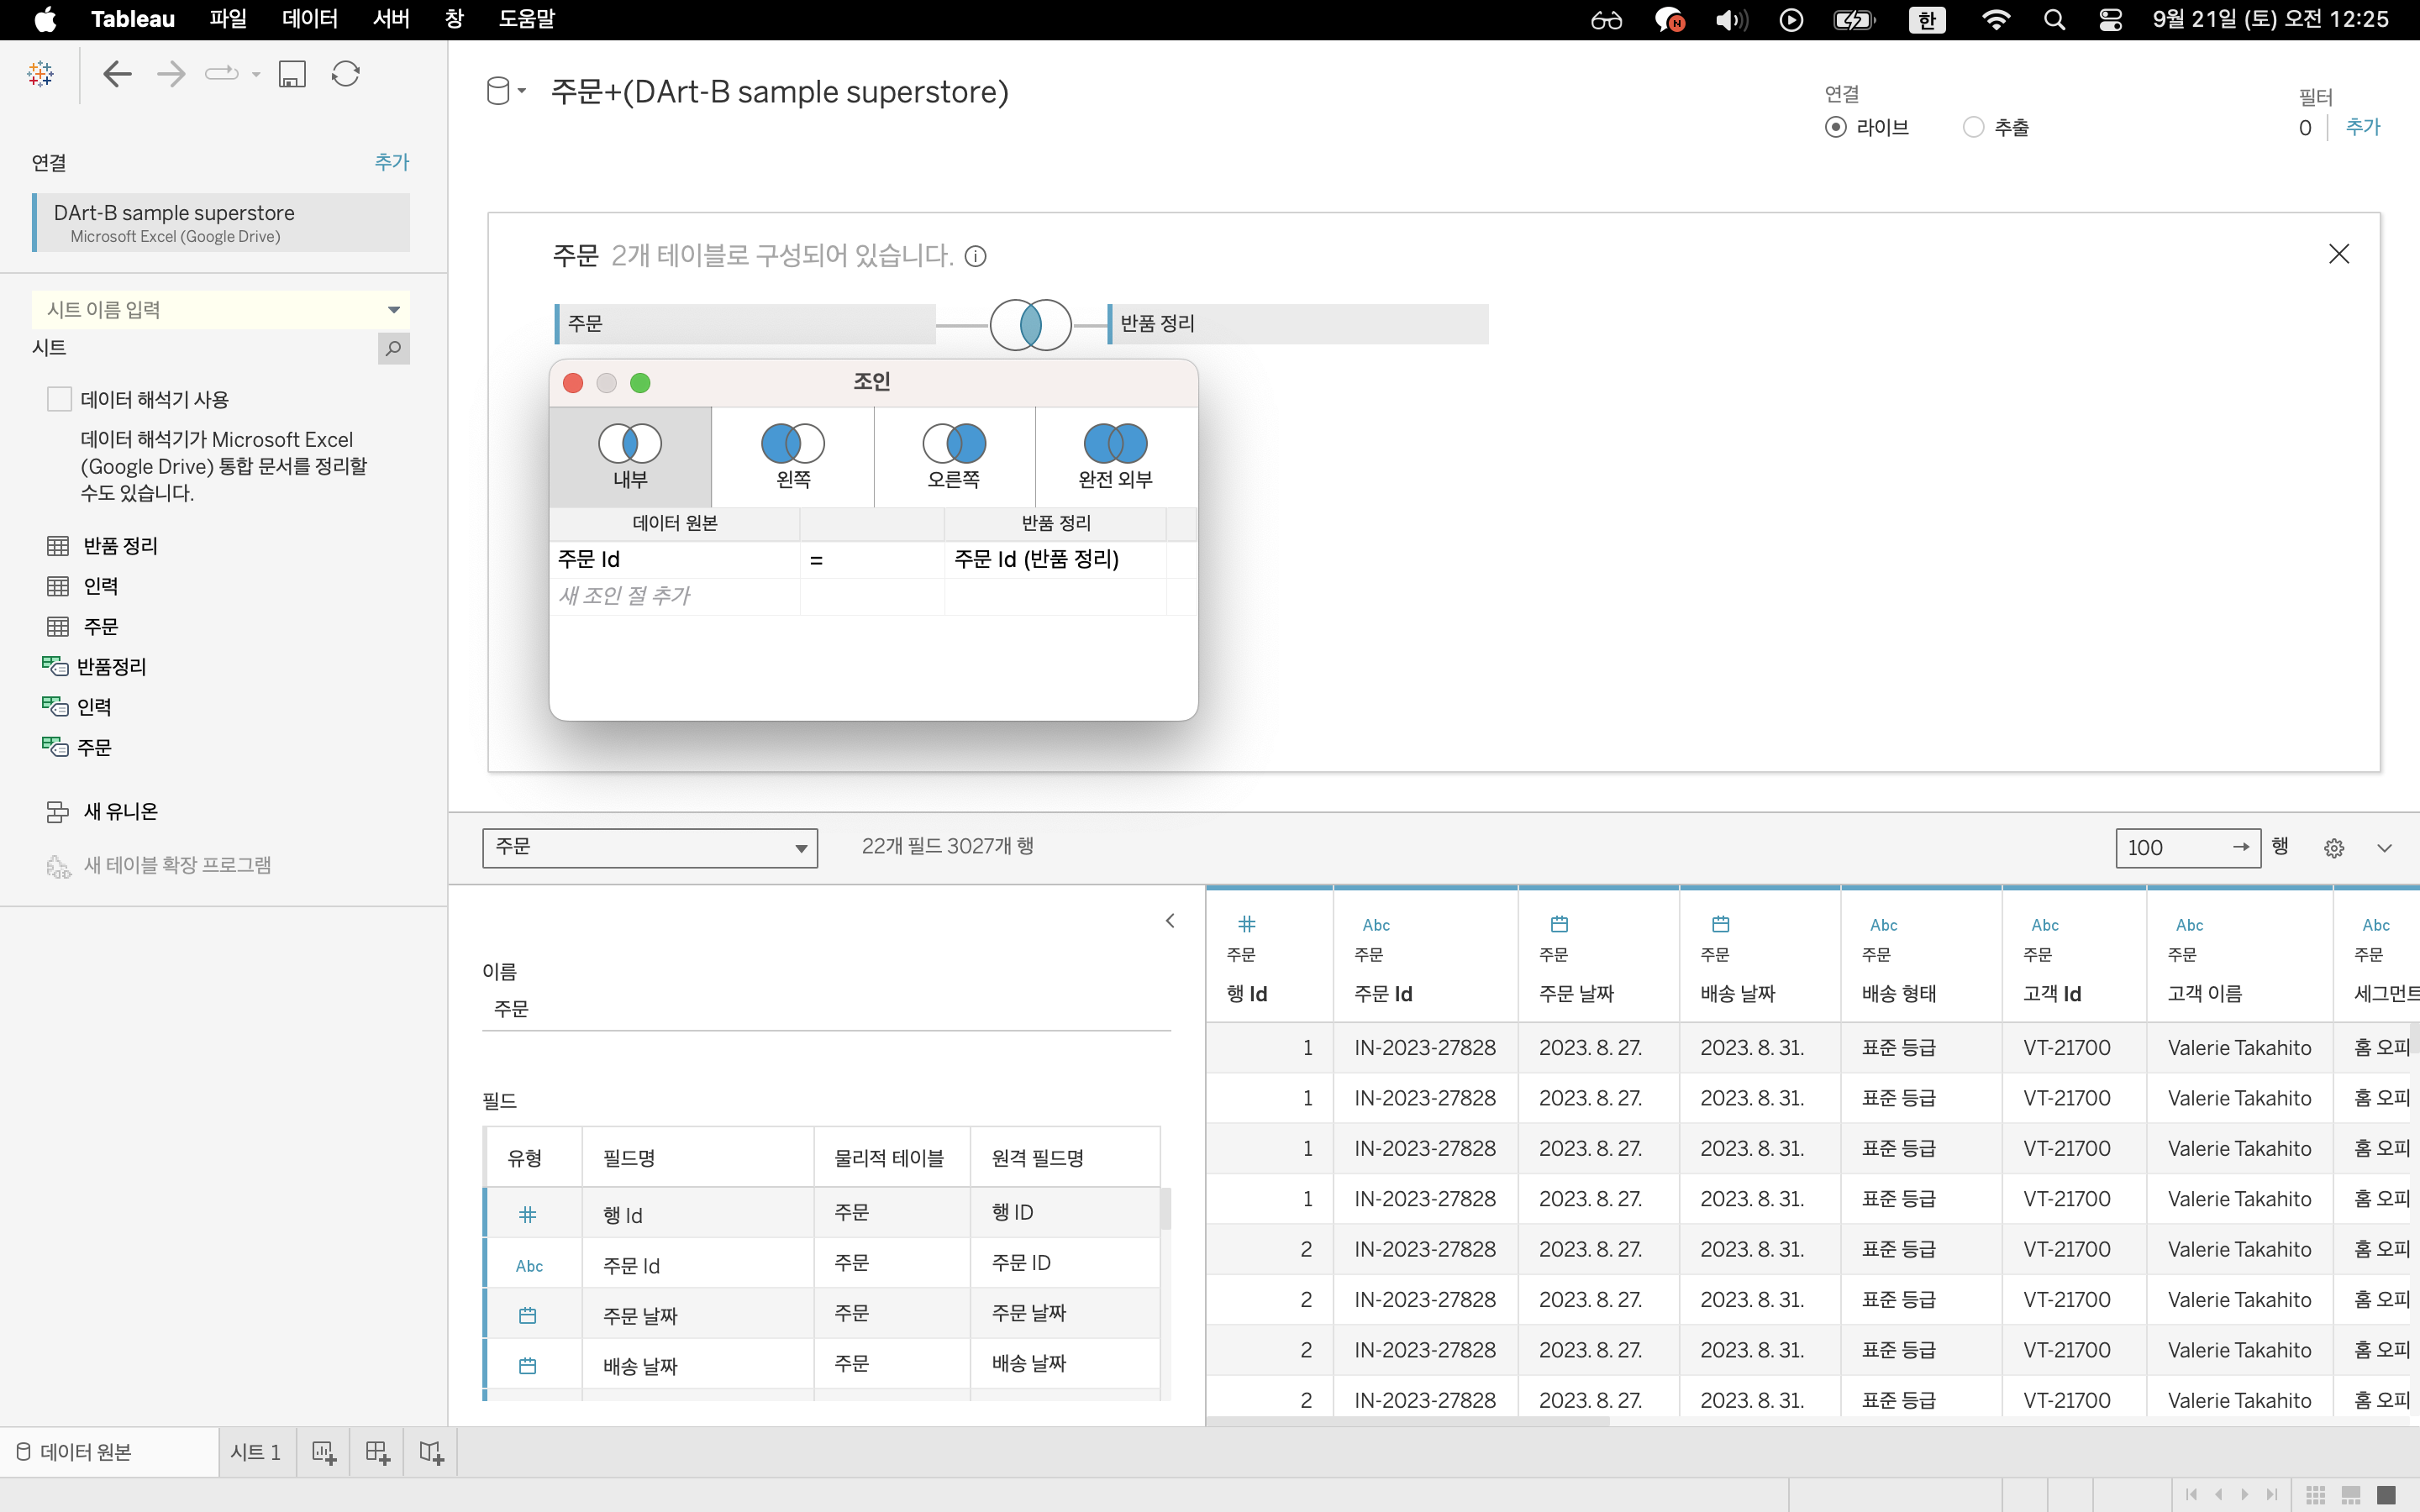 Tableau 파일 데이터 서버 창 도움말 한 9월 21일 (토) 오전 12:25
주문+(DArt-B sample superstore)
연결
라이브 추출
필터
0 추가
연결 추가
DArt-B sample superstore
Microsoft Excel (Google Drive)
시트 이름 입력
시트
데이터 해석기 사용
데이터 해석기가 Microsoft Excel
(Google Drive) 통합 문서를 정리할
수도 있습니다.
반품 정리
인력
주문
반품정리
인력
주문
새 유니온
새 테이블 확장 프로그램
주문 2개 테이블로 구성되어 있습니다.
주문 반품 정리
조인
내부 왼쪽 오른쪽 완전 외부
데이터 원본 반품 정리
주문 Id = 주문 Id (반품 정리)
새 조인 절 추가
주문 22개 필드 3027개 행 100 → 행
이름
주문
필드
유형 필드명 물리적 테이블 원격 필드명
# 행 Id 주문 행 ID
Abc 주문 Id 주문 주문 ID
주문 날짜 주문 주문 날짜
배송 날짜 주문 배송 날짜
# Abc Abc Abc Abc Abc
주문 주문 주문 주문 주문 주문 주문 주문
행 Id 주문 Id 주문 날짜 배송 날짜 배송 형태 고객 Id 고객 이름 세그먼트
1 IN-2023-27828 2023. 8. 27. 2023. 8. 31. 표준 등급 VT-21700 Valerie Takahito 홈 오피
1 IN-2023-27828 2023. 8. 27. 2023. 8. 31. 표준 등급 VT-21700 Valerie Takahito 홈 오피
1 IN-2023-27828 2023. 8. 27. 2023. 8. 31. 표준 등급 VT-21700 Valerie Takahito 홈 오피
1 IN-2023-27828 2023. 8. 27. 2023. 8. 31. 표준 등급 VT-21700 Valerie Takahito 홈 오피
2 IN-2023-27828 2023. 8. 27. 2023. 8. 31. 표준 등급 VT-21700 Valerie Takahito 홈 오피
2 IN-2023-27828 2023. 8. 27. 2023. 8. 31. 표준 등급 VT-21700 Valerie Takahito 홈 오피
2 IN-2023-27828 2023. 8. 27. 2023. 8. 31. 표준 등급 VT-21700 Valerie Takahito 홈 오피
2 IN-2023-27828 2023. 8. 27. 2023. 8. 31. 표준 등급 VT-21700 Valerie Takahito 홈 오피
데이터 원본 시트 1